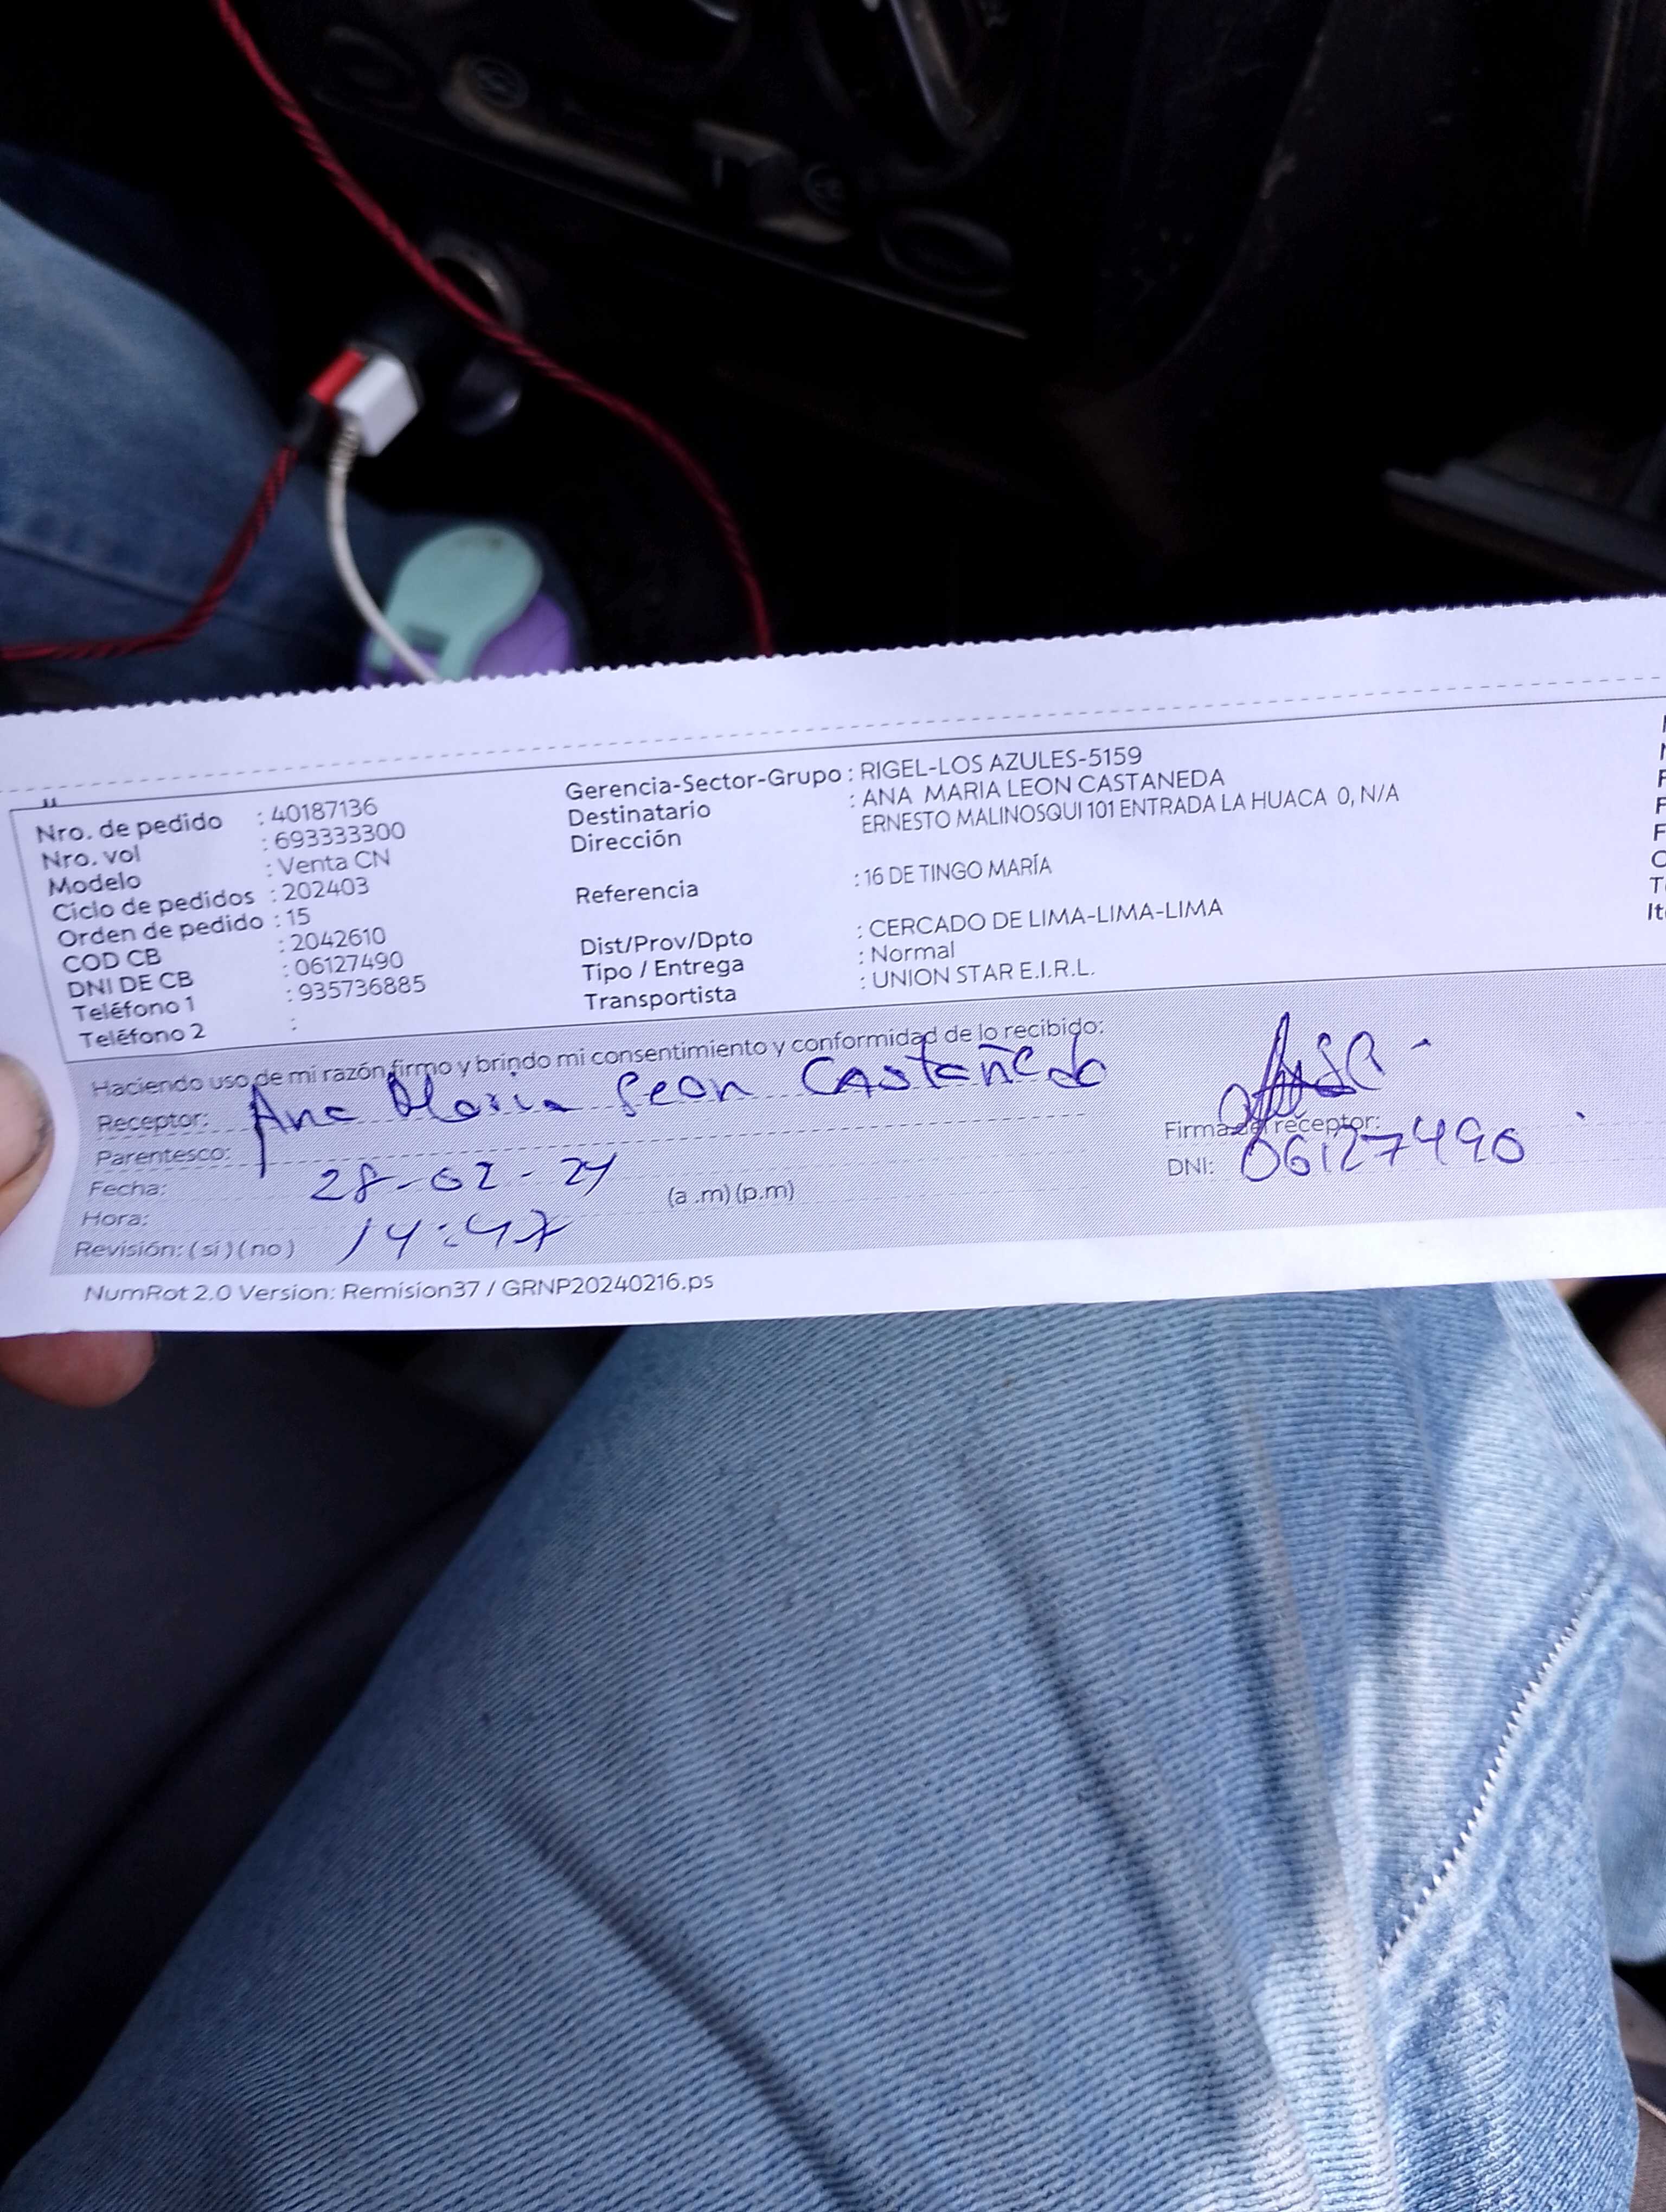 Nro. de pedido : 40187136
Nro. vol : 693333300
Modelo : Venta CN
Ciclo de pedidos : 202403
Orden de pedido : 15
COD CB : 2042610
DNI DE CB : 06127490
Teléfono 1 : 935736885
Teléfono 2 :
Gerencia-Sector-Grupo : RIGEL-LOS AZULES-5159
Destinatario : ANA MARIA LEON CASTANEDA
Dirección ERNESTO MALINOSQUI 101 ENTRADA LA HUACA 0, N/A
Referencia : 16 DE TINGO MARÍA
Dist/Prov/Dpto : CERCADO DE LIMA-LIMA-LIMA
Tipo / Entrega : Normal
Transportista : UNION STAR E.I.R.L.
Haciendo uso de mi razón,firmo y brindo mi consentimiento y conformidad de lo recibido:
Receptor: Ana Maria Leon Castañeda
Parentesco:
Fecha: 28-02-24
Hora: 14:47 (a .m) (p.m)
Revisión: ( si ) ( no )
Firma del receptor:
DNI: 06127490
NumRot 2.0 Version: Remision37 / GRNP20240216.ps